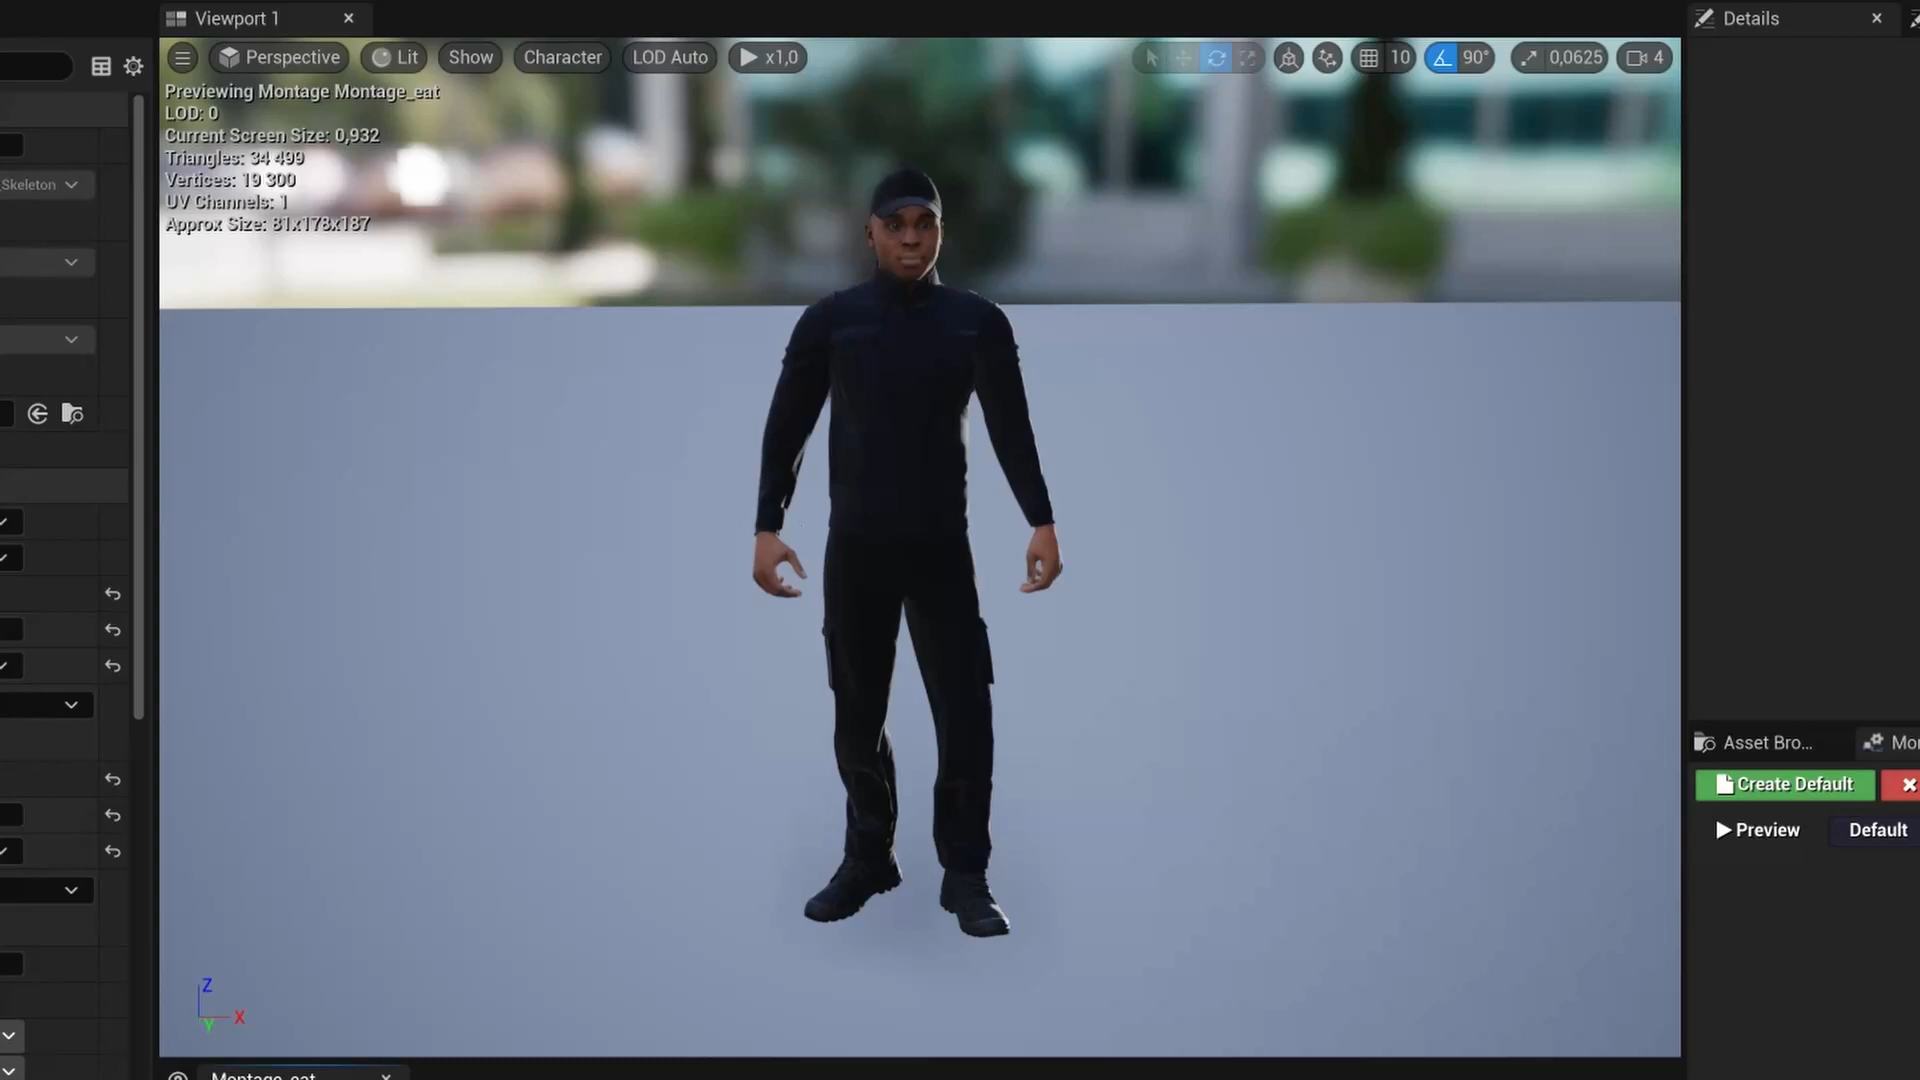 Viewport 1
Details
Perspective
Lit
Show
Character
LOD Auto
x1,0
10
90°
0,0625
4
Previewing Montage Montage_eat
LOD: 0
Current Screen Size: 0,932
Triangles: 34 499
Vertices: 19 300
UV Channels: 1
Approx Size: 81x178x187
Skeleton
Asset Bro...
Create Default
Preview
Default
Z
X
Y
Montage_eat